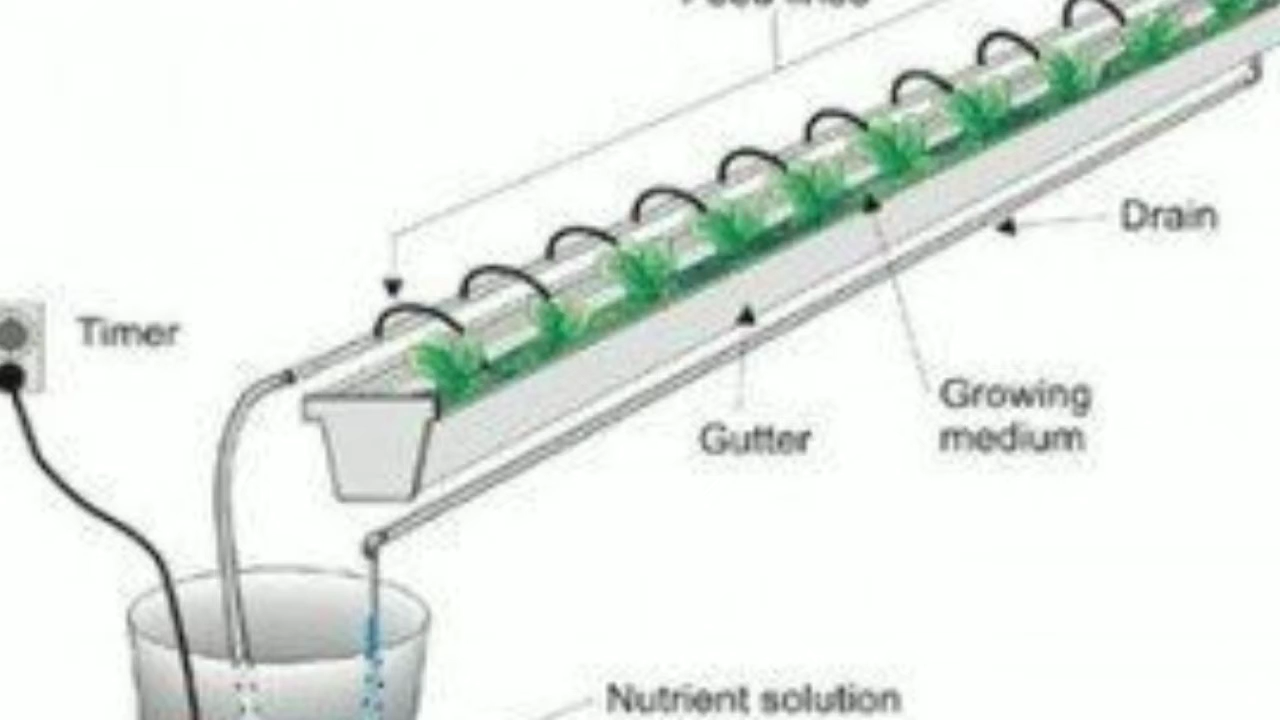 Timer
Drain
Growing
medium
Gutter
Nutrient solution